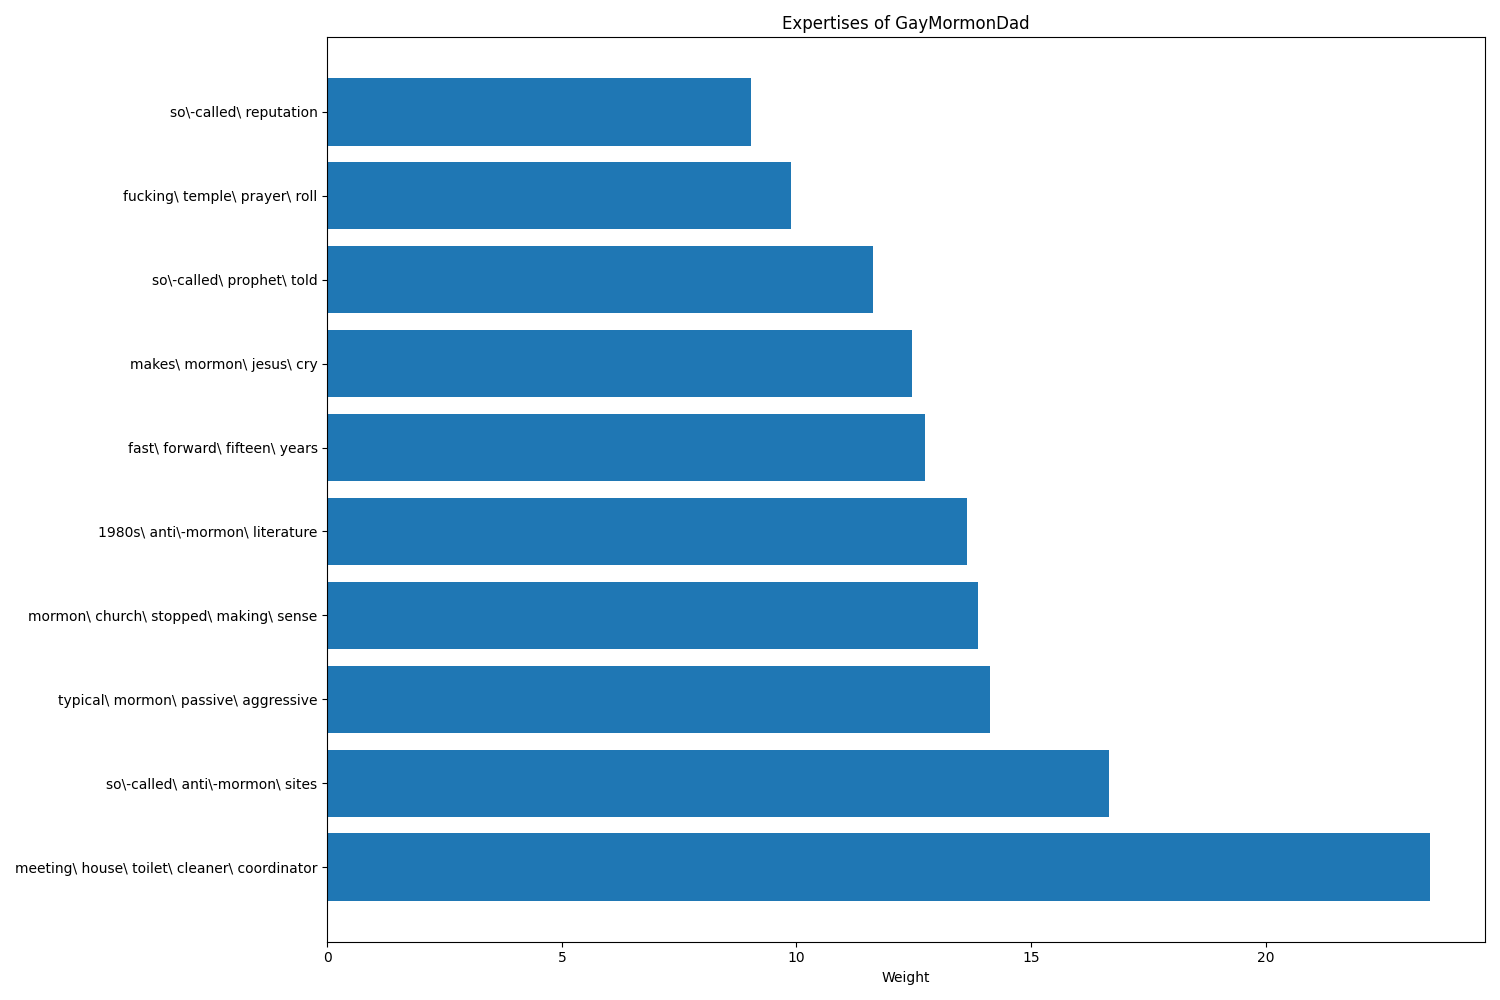 Expertises of GayMormonDad
so\-called\ reputation
fucking\ temple\ prayer\ roll
so\-called\ prophet\ told
makes\ mormon\ jesus\ cry
fast\ forward\ fifteen\ years
1980s\ anti\-mormon\ literature
mormon\ church\ stopped\ making\ sense
typical\ mormon\ passive\ aggressive
so\-called\ anti\-mormon\ sites
meeting\ house\ toilet\ cleaner\ coordinator
0 5 10 15 20
Weight